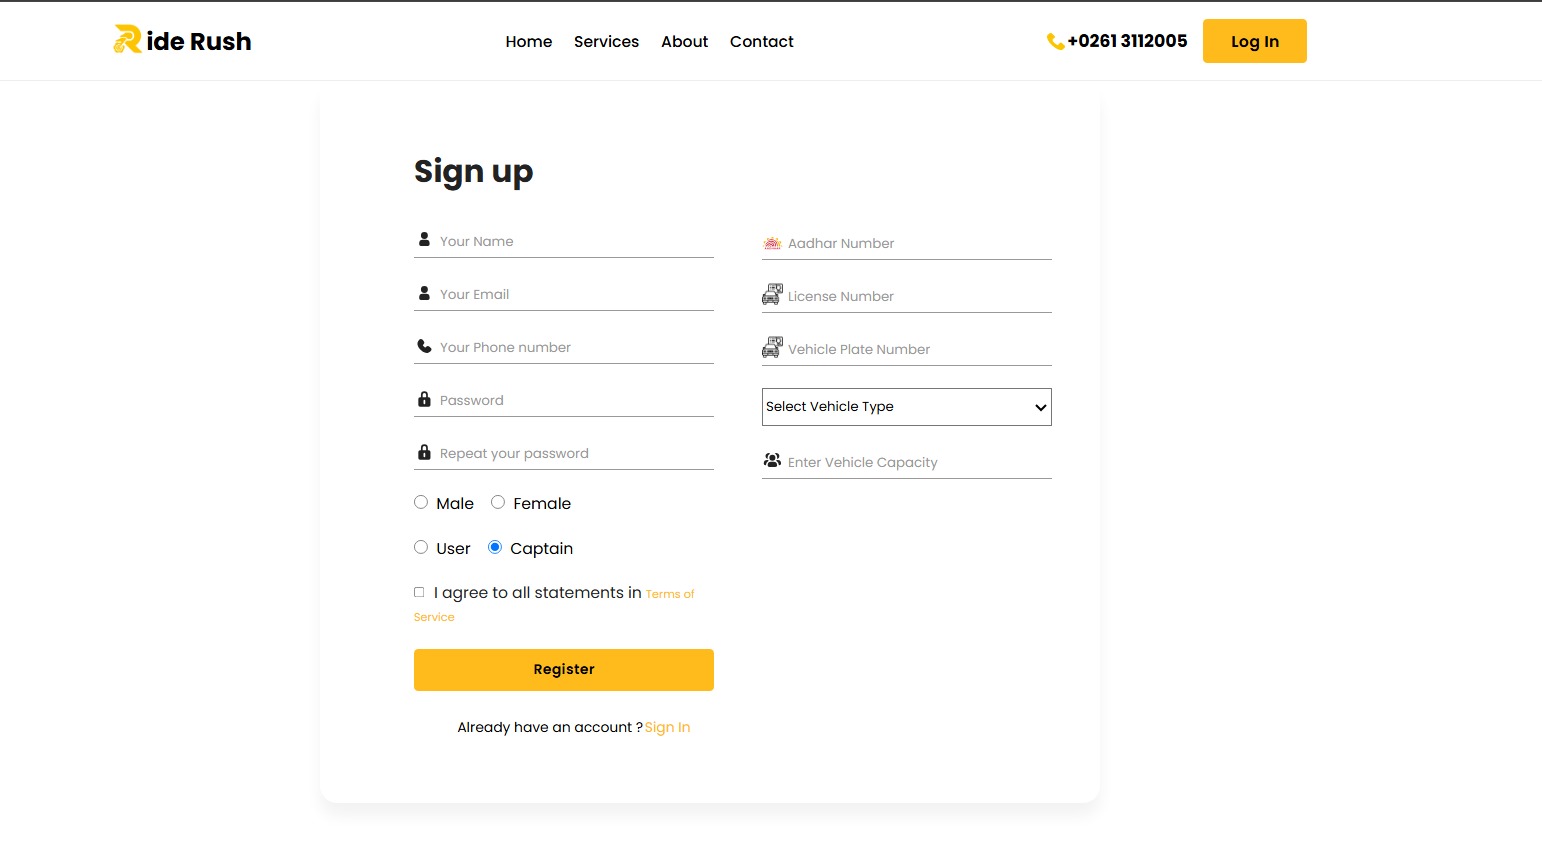 ide Rush
Home Services About Contact
+0261 3112005
Log In
Sign up
Your Name
Your Email
Your Phone number
Password
Repeat your password
Male Female
User Captain
I agree to all statements in Terms of
Service
Register
Already have an account ? Sign In
Aadhar Number
License Number
Vehicle Plate Number
Select Vehicle Type
Enter Vehicle Capacity